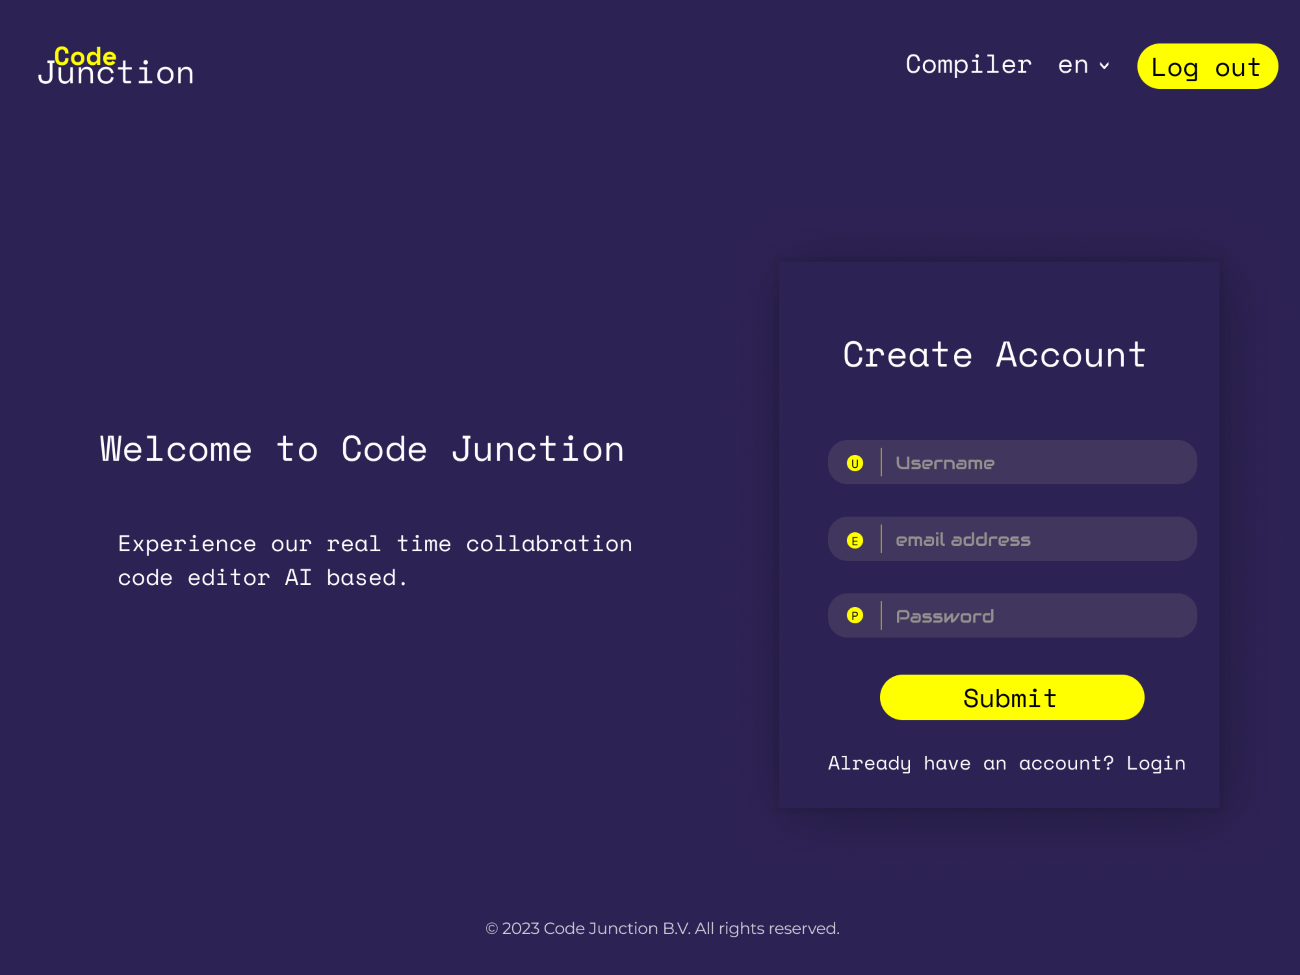 Code
Junction
Compiler en
Log out
Welcome to Code Junction
Experience our real time collabration
code editor AI based.
Create Account
U Username
E email address
P Password
Submit
Already have an account? Login
© 2023 Code Junction B.V. All rights reserved.